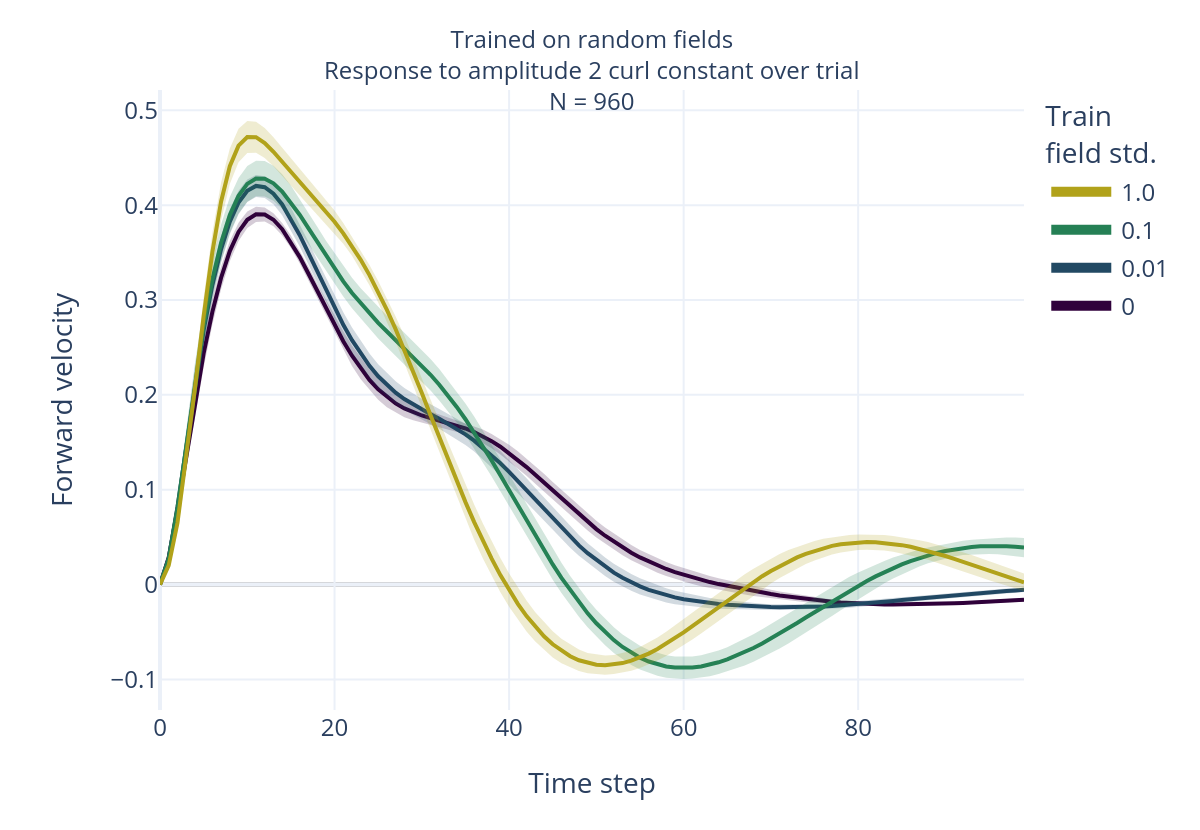 Trained on random fields
Response to amplitude 2 curl constant over trial
N = 960
Train
field std.
1.0
0.1
0.01
0
Forward velocity
0.5
0.4
0.3
0.2
0.1
0
−0.1
0
20
40
60
80
Time step